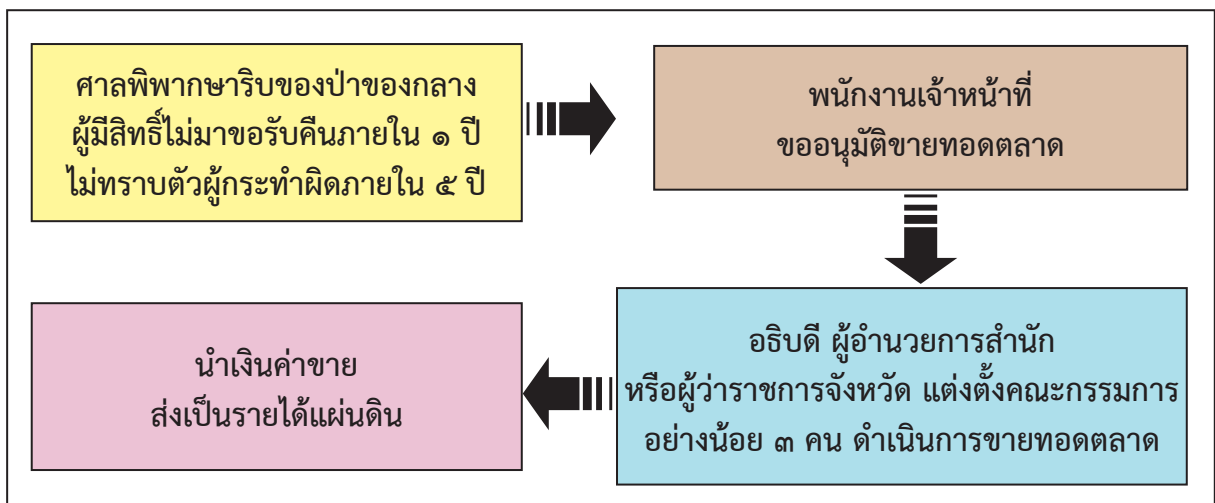 ศาลพิพากษาริบของป่าของกลาง
ผู้มีสิทธิ์ไม่มาขอรับคืนภายใน ๑ ปี
ไม่ทราบตัวผู้กระทำผิดภายใน ๕ ปี
พนักงานเจ้าหน้าที่
ขออนุมัติขายทอดตลาด
อธิบดี ผู้อำนวยการสำนัก
หรือผู้ว่าราชการจังหวัด แต่งตั้งคณะกรรมการ
อย่างน้อย ๓ คน ดำเนินการขายทอดตลาด
นำเงินค่าขาย
ส่งเป็นรายได้แผ่นดิน